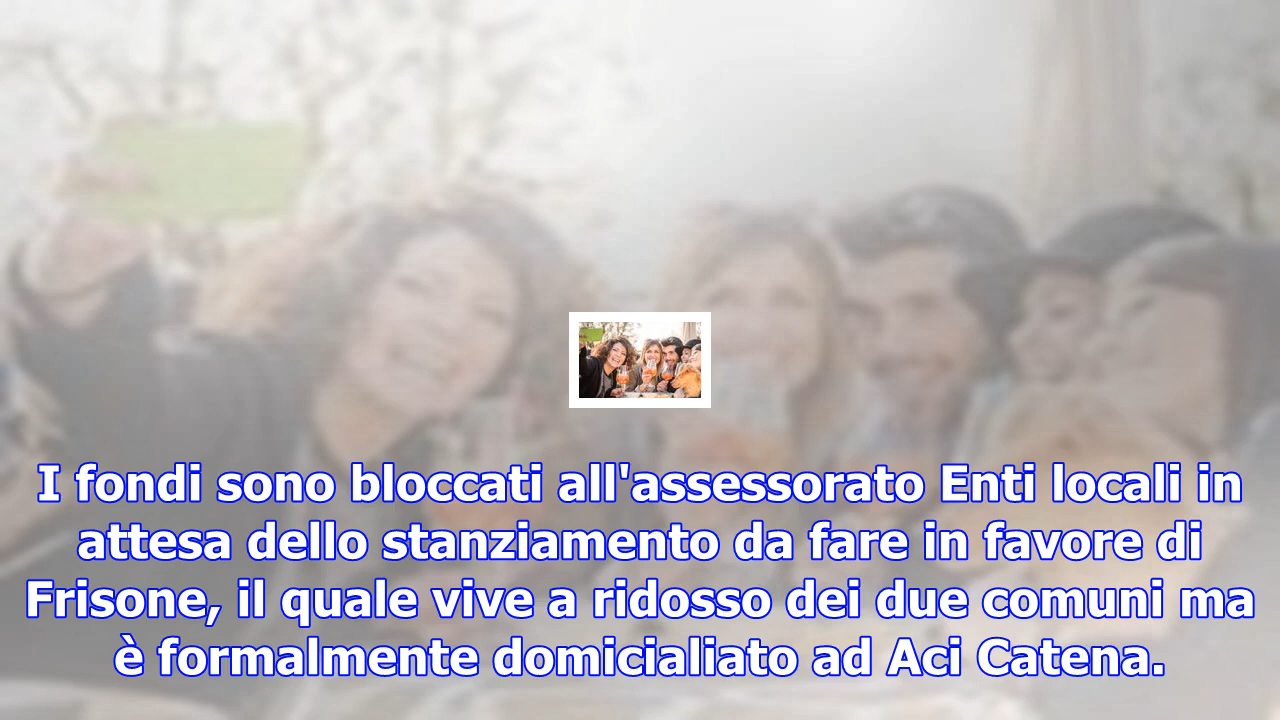 I fondi sono bloccati all'assessorato Enti locali in
attesa dello stanziamento da fare in favore di
Frisone, il quale vive a ridosso dei due comuni ma
è formalmente domicialiato ad Aci Catena.